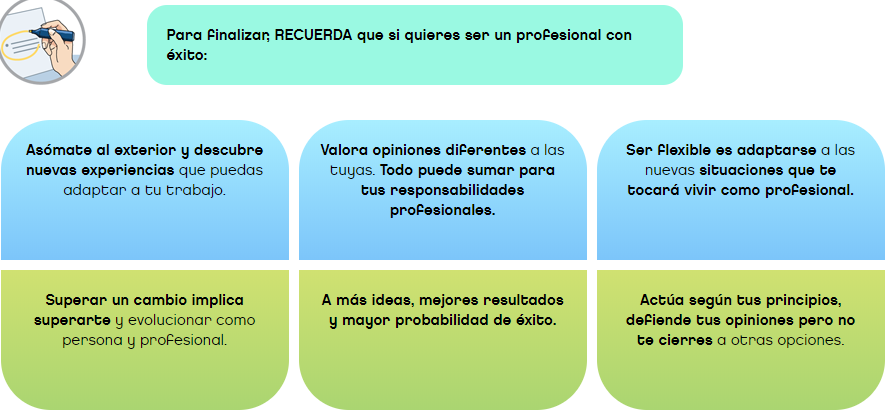 Para finalizar, RECUERDA que si quieres ser un profesional con
éxito:
Asómate al exterior y descubre
nuevas experiencias que puedas
adaptar a tu trabajo.
Valora opiniones diferentes a las
tuyas. Todo puede sumar para
tus responsabilidades
profesionales.
Ser flexible es adaptarse a las
nuevas situaciones que te
tocará vivir como profesional.
Superar un cambio implica
superarte y evolucionar como
persona y profesional.
A más ideas, mejores resultados
y mayor probabilidad de éxito.
Actúa según tus principios,
defiende tus opiniones pero no
te cierres a otras opciones.